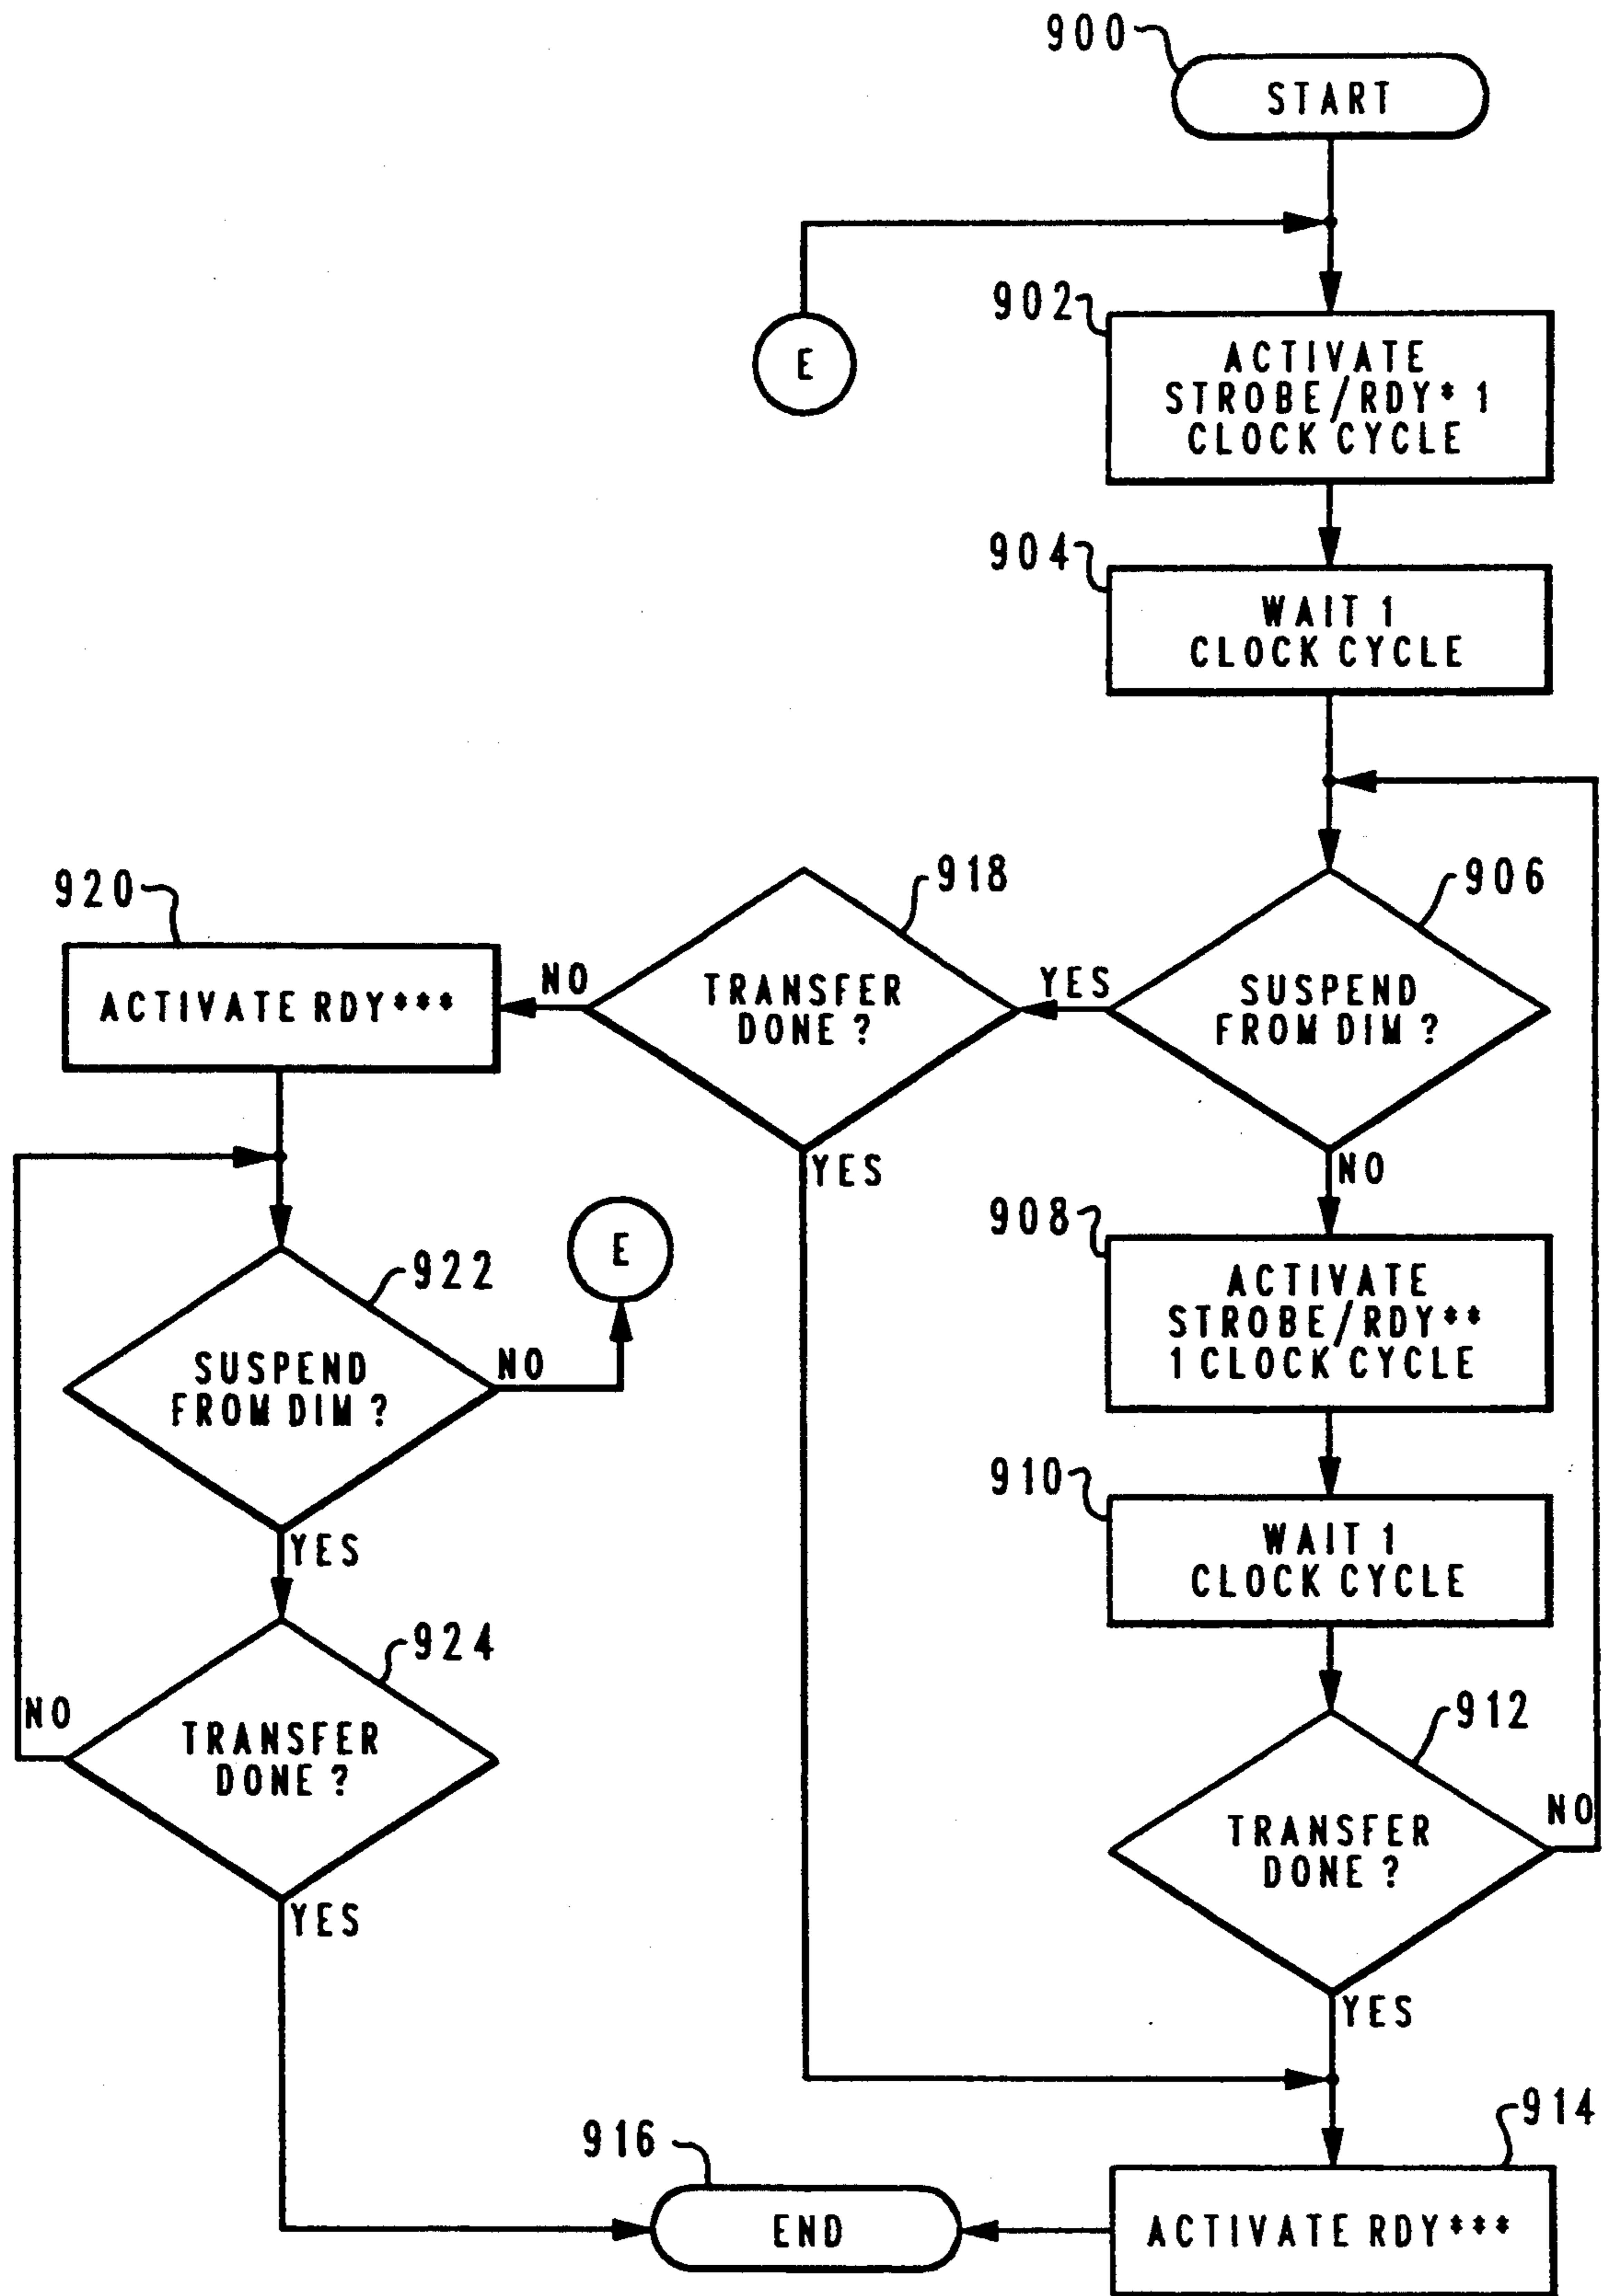 900
START
E
902
ACTIVATE
STROBE/RDY* 1
CLOCK CYCLE
904
WAIT 1
CLOCK CYCLE
906
SUSPEND
FROM DIM ?
YES
NO
918
TRANSFER
DONE ?
NO
YES
920
ACTIVATE RDY***
922
SUSPEND
FROM DIM ?
NO
E
YES
924
TRANSFER
DONE ?
NO
YES
908
ACTIVATE
STROBE/RDY**
1 CLOCK CYCLE
910
WAIT 1
CLOCK CYCLE
912
TRANSFER
DONE ?
NO
YES
914
ACTIVATE RDY***
916
END